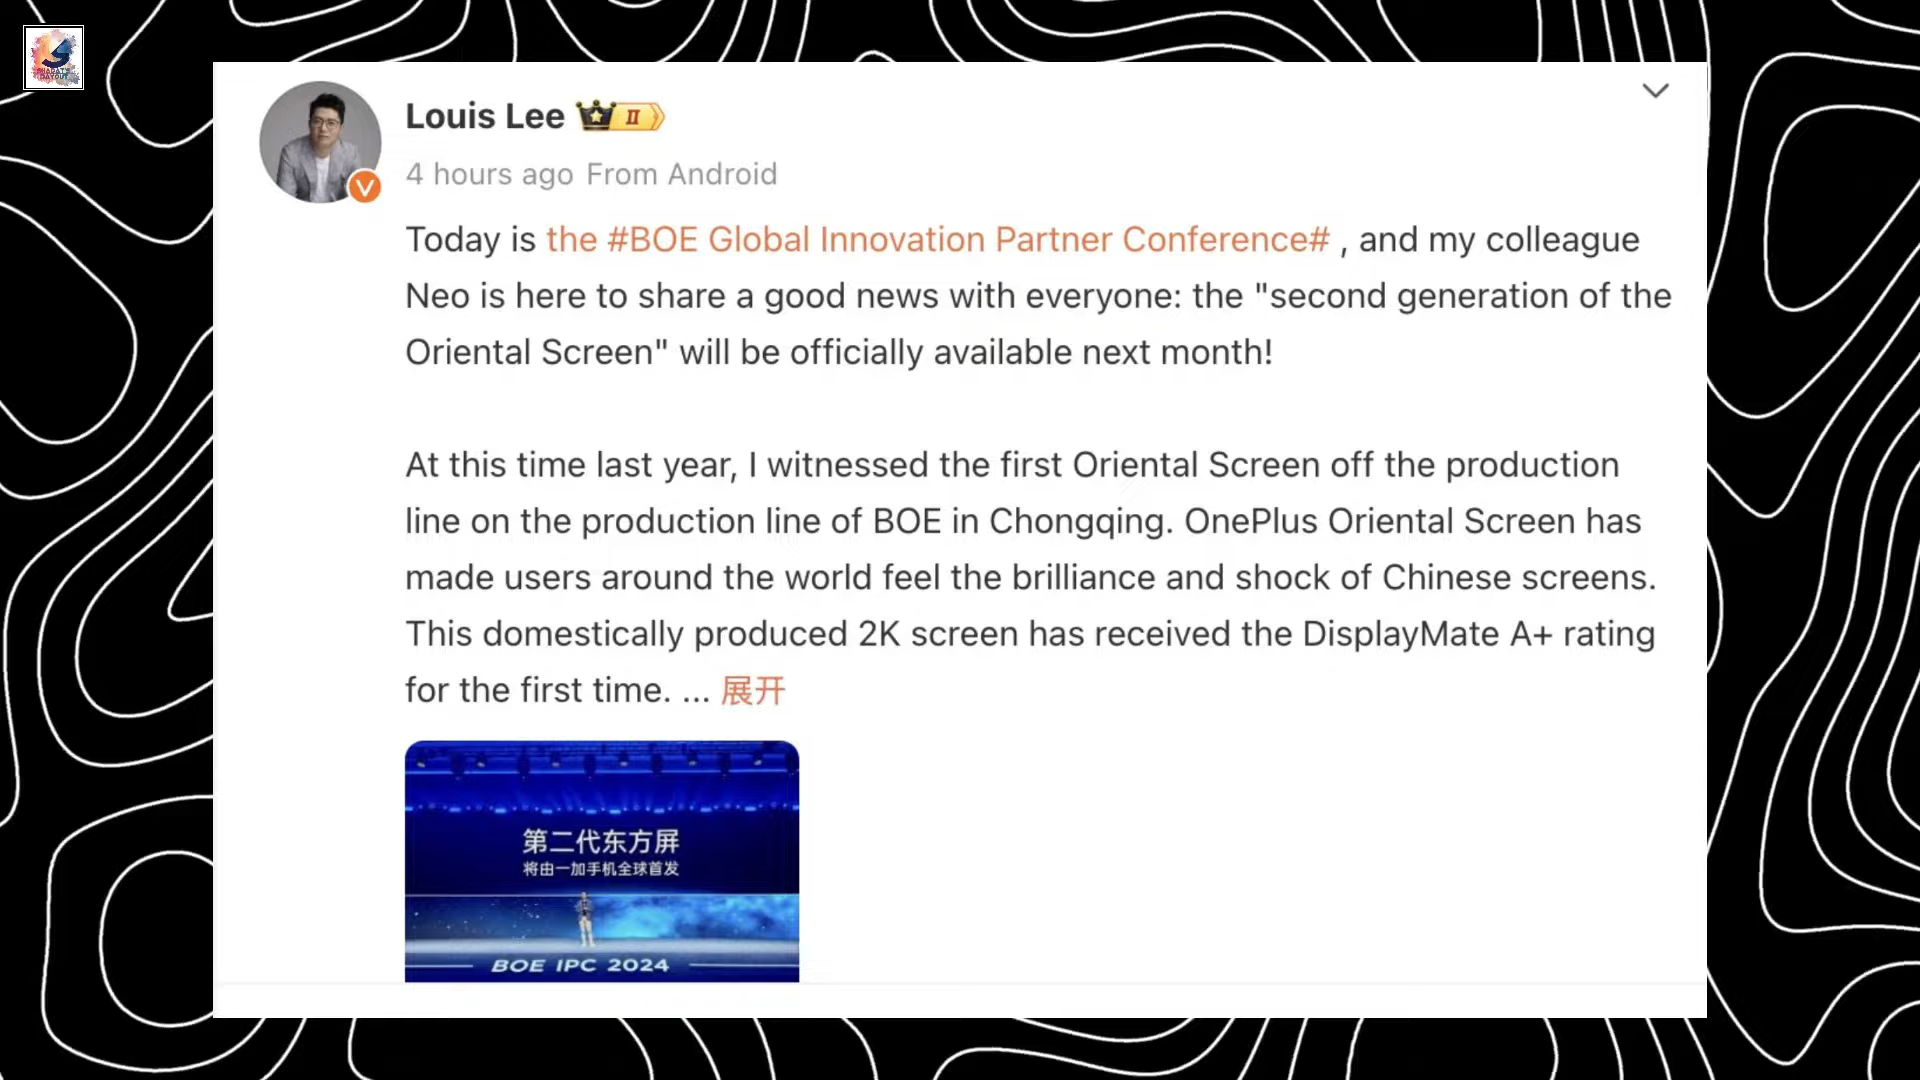 Louis Lee
II
V
4 hours ago From Android
Today is the #BOE Global Innovation Partner Conference# , and my colleague
Neo is here to share a good news with everyone: the "second generation of the
Oriental Screen" will be officially available next month!
At this time last year, I witnessed the first Oriental Screen off the production
line on the production line of BOE in Chongqing. OnePlus Oriental Screen has
made users around the world feel the brilliance and shock of Chinese screens.
This domestically produced 2K screen has received the DisplayMate A+ rating
for the first time. ... 展开
第二代东方屏
将由一加手机全球首发
BOE IPC 2024